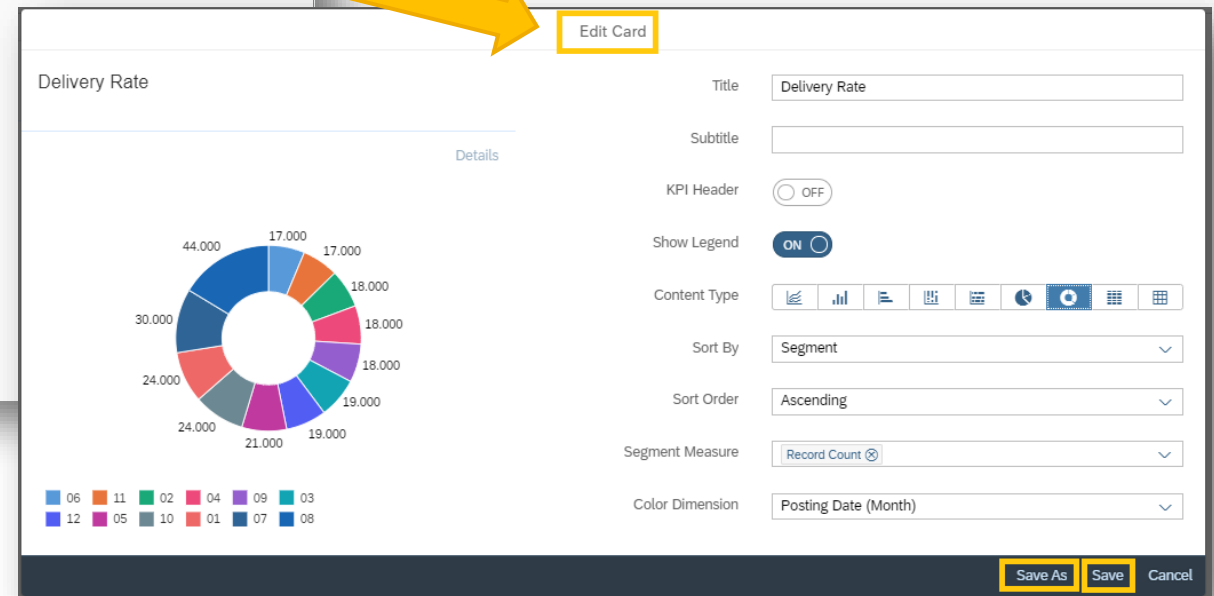 Edit Card
Delivery Rate
Details
17.000
17.000
18.000
18.000
18.000
19.000
19.000
21.000
24.000
24.000
30.000
44.000
06 11 02 04 09 03
12 05 10 01 07 08
Title Delivery Rate
Subtitle
KPI Header OFF
Show Legend ON
Content Type
Sort By Segment
Sort Order Ascending
Segment Measure Record Count
Color Dimension Posting Date (Month)
Save As Save Cancel